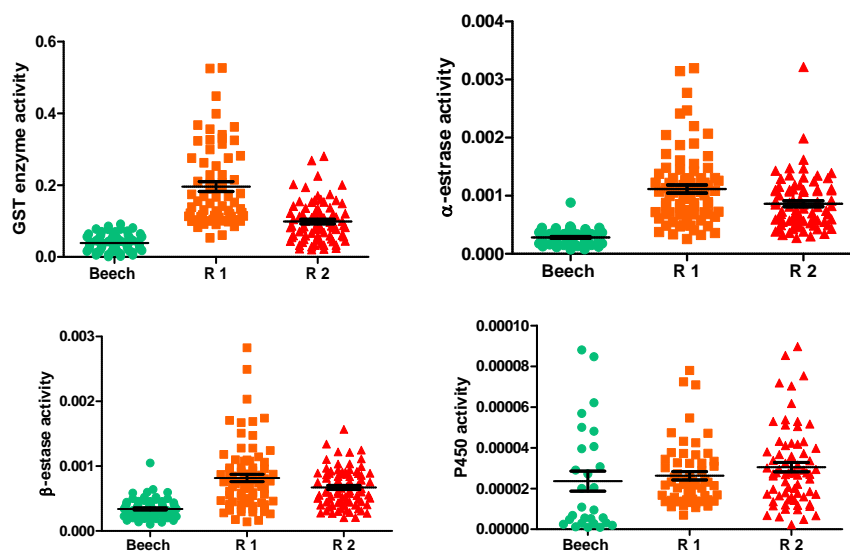 GST enzyme activity
0.6
0.4
0.2
0.0
Beech R 1 R 2
α-estrase activity
0.004
0.003
0.002
0.001
0.000
Beech R 1 R 2
β-estase activity
0.003
0.002
0.001
0.000
Beech R 1 R 2
P450 activity
0.00010
0.00008
0.00006
0.00004
0.00002
0.00000
Beech R 1 R 2